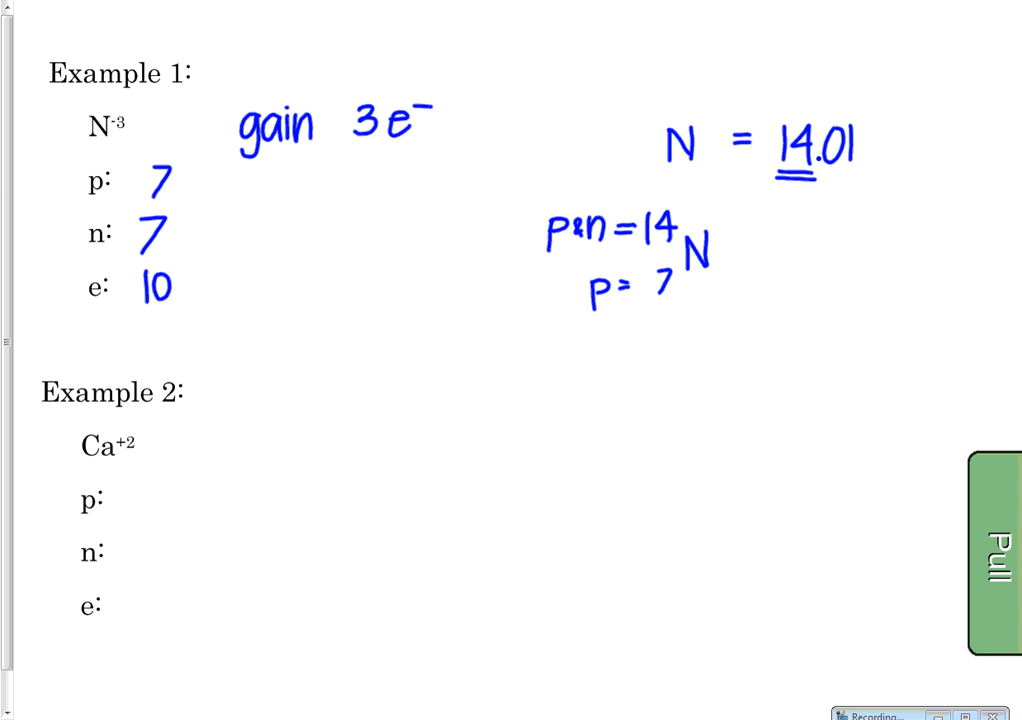 Example 1:
N⁻³ gain 3e⁻
N = 14.01
p: 7
n: 7
p&n = 14 N
p = 7
e: 10
Example 2:
Ca⁺²
p:
n:
e:
Pull
Recording...